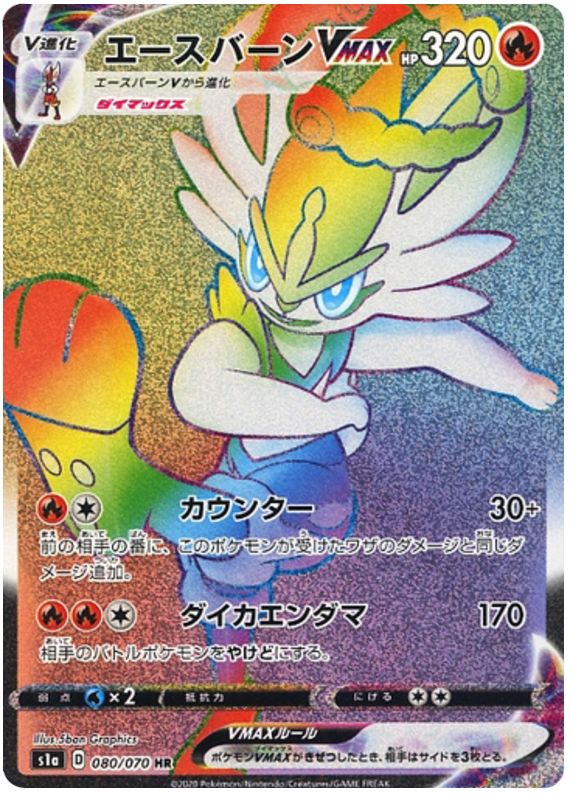 V進化
エースバーンVMAX HP320
エースバーンVから進化
ダイマックス
カウンター 30+
前の相手の番に、このポケモンが受けたワザのダメージと同じダ
メージ追加。
ダイカエンダマ 170
相手のバトルポケモンをやけどにする。
弱点 ×2 抵抗力 にげる
Illus. 5ban Graphics
VMAXルール
s1a D 080/070 HR
ポケモンVMAXがきぜつしたとき、相手はサイドを3枚とる。
©2020 Pokémon/Nintendo/Creatures/GAME FREAK